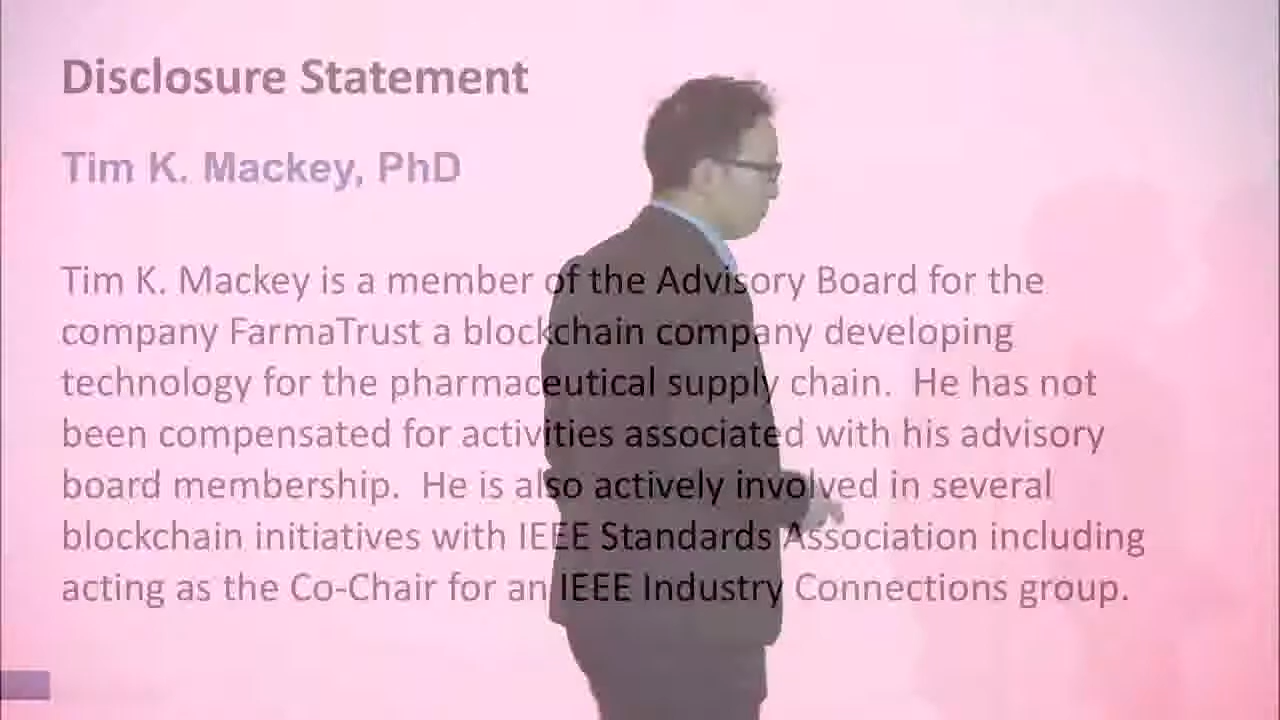 Disclosure Statement
Tim K. Mackey, PhD
Tim K. Mackey is a member of the Advisory Board for the
company FarmaTrust a blockchain company developing
technology for the pharmaceutical supply chain.  He has not
been compensated for activities associated with his advisory
board membership.  He is also actively involved in several
blockchain initiatives with IEEE Standards Association including
acting as the Co-Chair for an IEEE Industry Connections group.